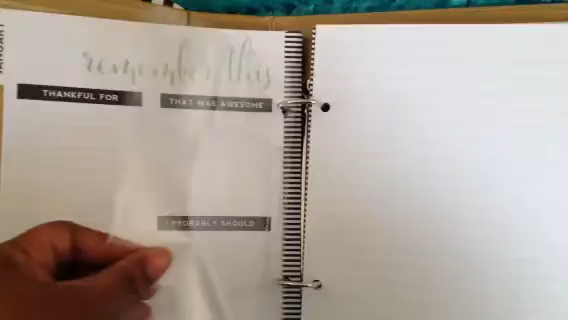 JANUARY
remember this
THANKFUL FOR
THAT WAS AWESOME
I PROBABLY SHOULD: